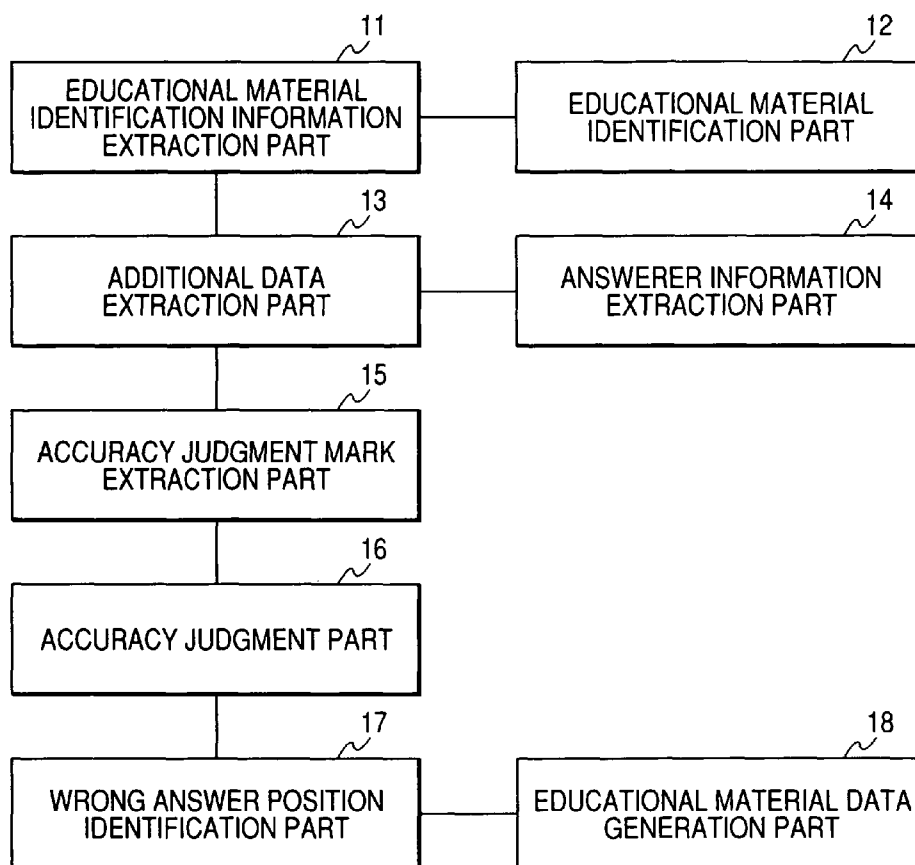 11
EDUCATIONAL MATERIAL
IDENTIFICATION INFORMATION
EXTRACTION PART
12
EDUCATIONAL MATERIAL
IDENTIFICATION PART
13
ADDITIONAL DATA
EXTRACTION PART
14
ANSWERER INFORMATION
EXTRACTION PART
15
ACCURACY JUDGMENT MARK
EXTRACTION PART
16
ACCURACY JUDGMENT PART
17
WRONG ANSWER POSITION
IDENTIFICATION PART
18
EDUCATIONAL MATERIAL DATA
GENERATION PART